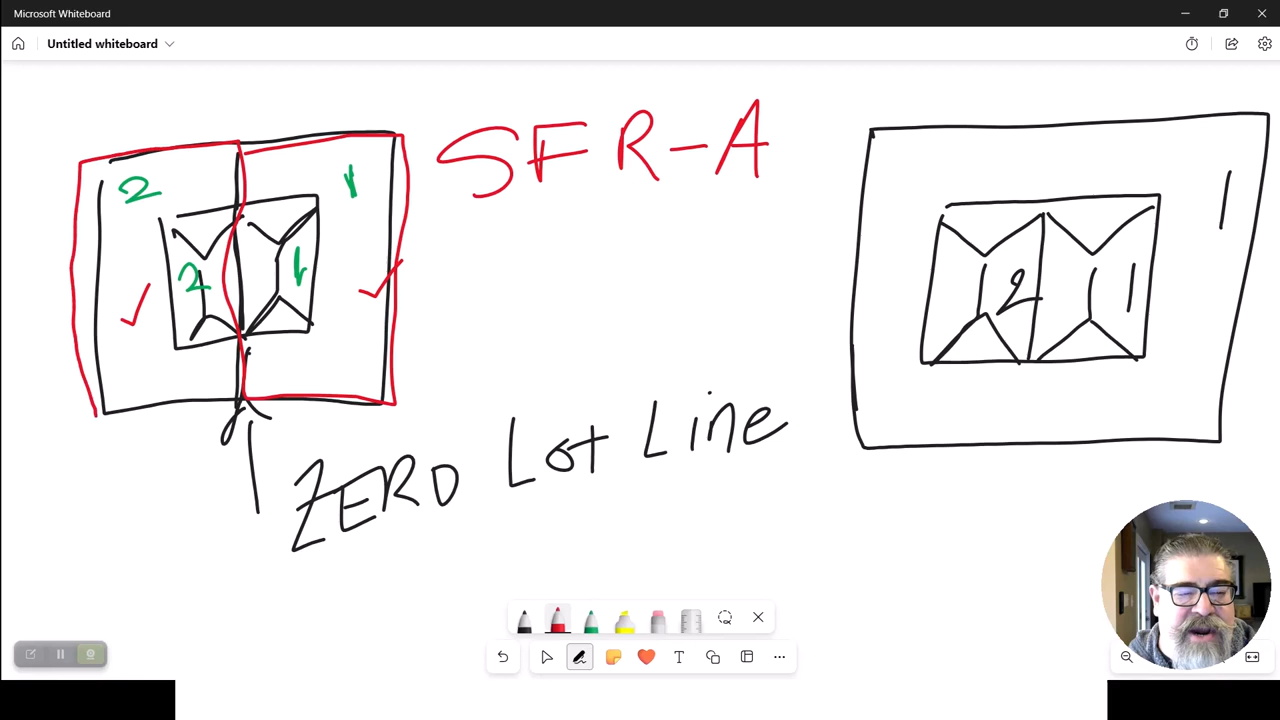 Microsoft Whiteboard
Untitled whiteboard
SFR-A
2 1
2 1
2 1
1
ZERO Lot Line
T